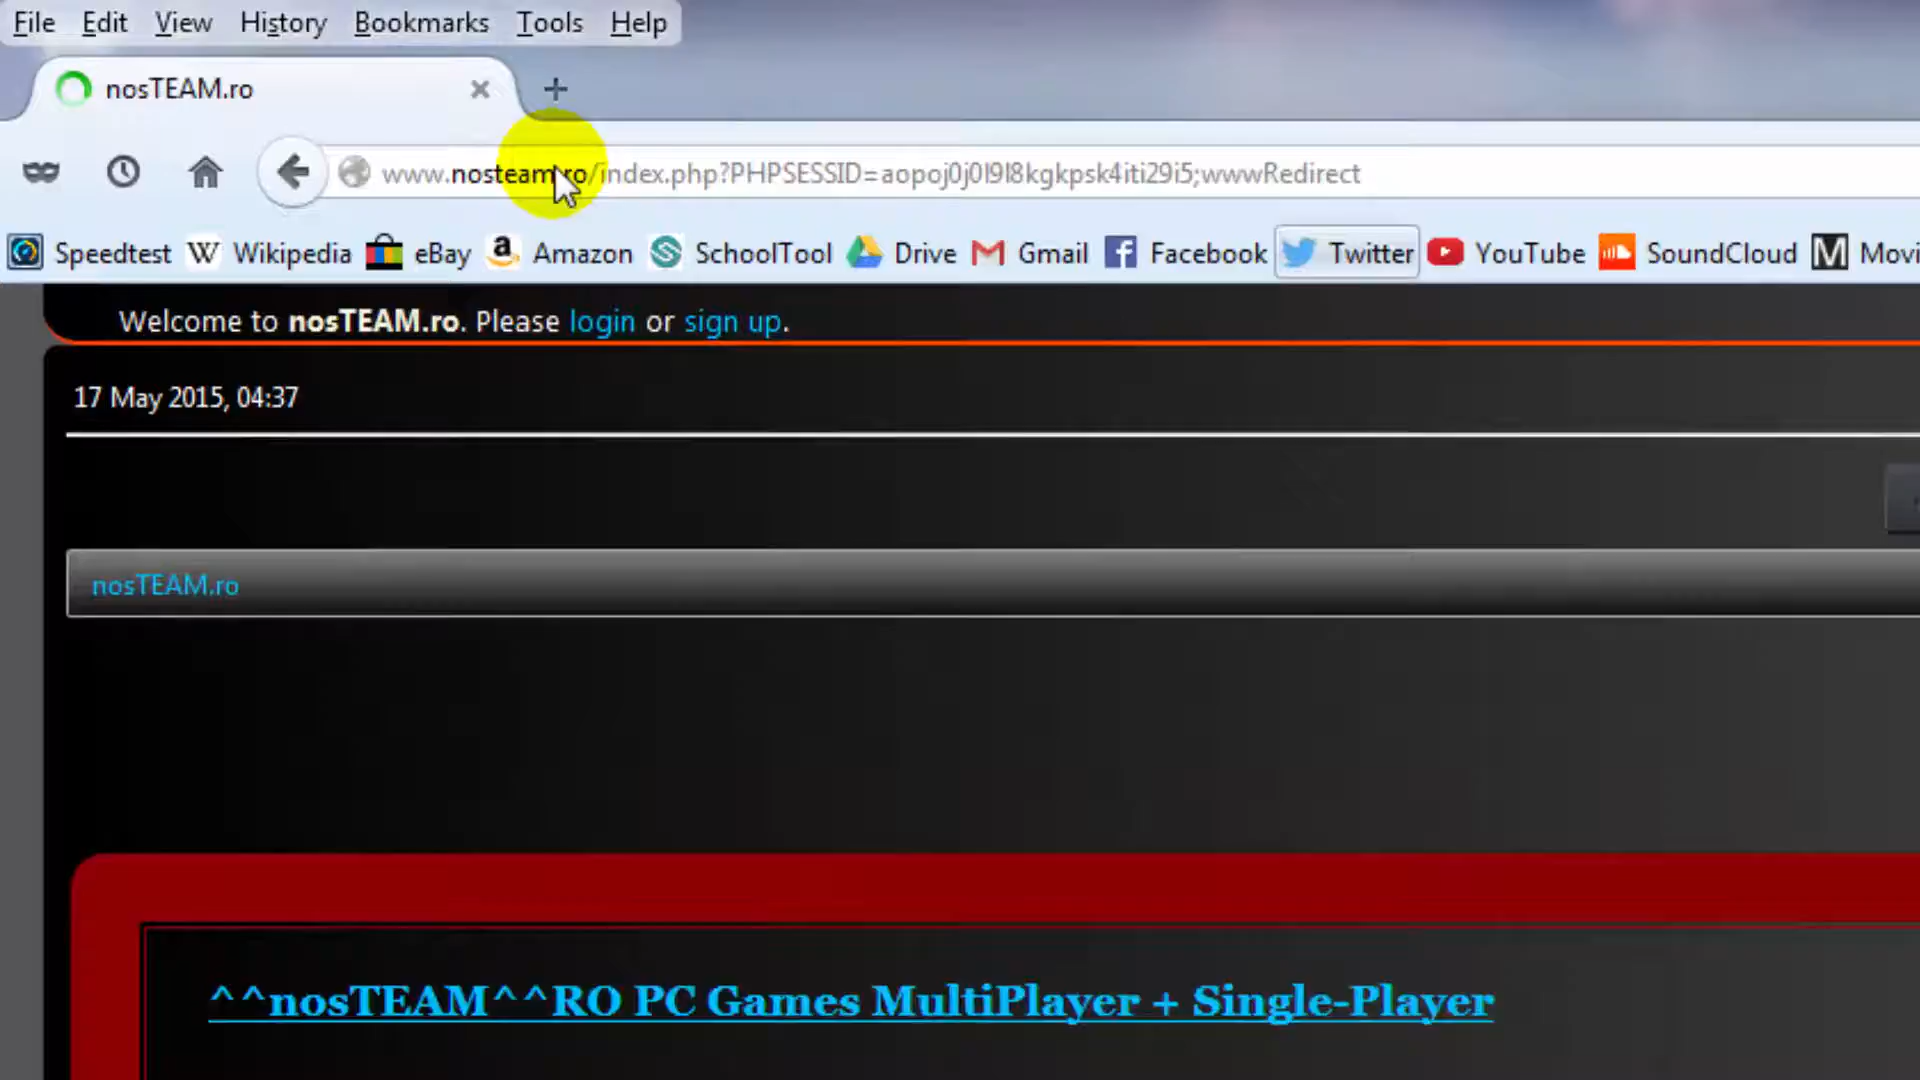 File Edit View History Bookmarks Tools Help
nosTEAM.ro
www.nosteam.ro/index.php?PHPSESSID=aopoj0j0l9l8kgkpsk4iti29i5;wwwRedirect
Speedtest Wikipedia eBay Amazon SchoolTool Drive Gmail Facebook Twitter YouTube SoundCloud Movi
Welcome to nosTEAM.ro. Please login or sign up.
17 May 2015, 04:37
nosTEAM.ro
^^nosTEAM^^RO PC Games MultiPlayer + Single-Player